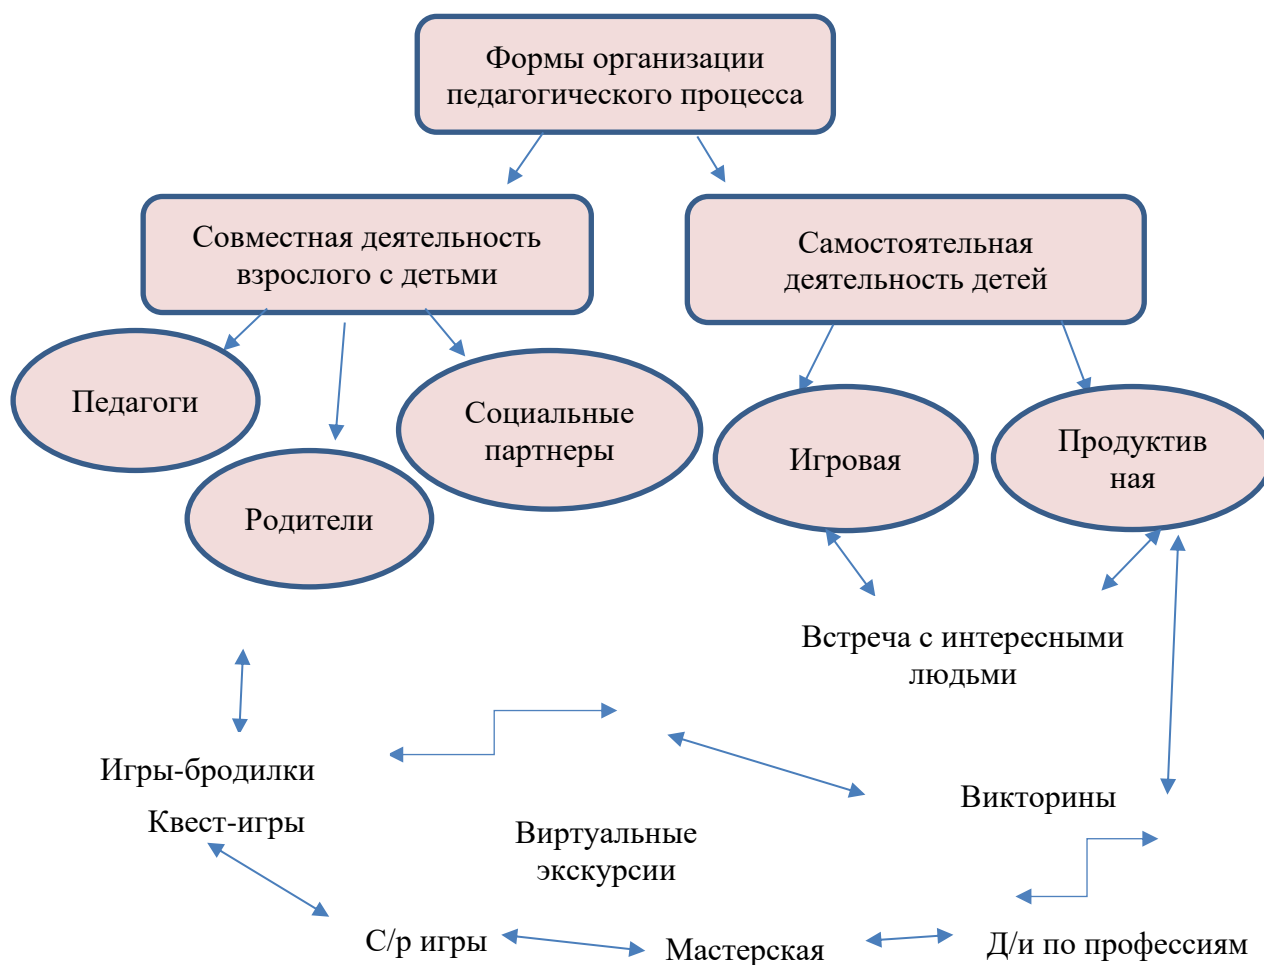 Формы организации
педагогического процесса
Совместная деятельность
взрослого с детьми
Самостоятельная
деятельность детей
Педагоги
Родители
Социальные
партнеры
Игровая
Продуктив
ная
Встреча с интересными
людьми
Игры-бродилки
Квест-игры
Виртуальные
экскурсии
Викторины
С/р игры
Мастерская
Д/и по профессиям